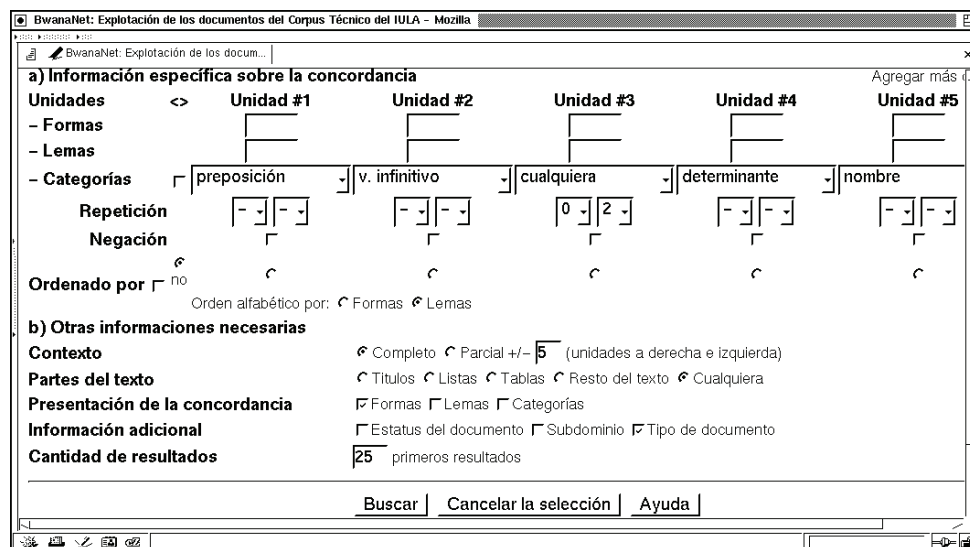 BwanaNet: Explotación de los documentos del Corpus Técnico del IULA - Mozilla
BwanaNet: Explotación de los docum...
a) Información específica sobre la concordancia Agregar más
Unidades <> Unidad #1 Unidad #2 Unidad #3 Unidad #4 Unidad #5
- Formas
- Lemas
- Categorías preposición v. infinitivo cualquiera determinante nombre
Repetición - - - - 0 2 - - - -
Negación
Ordenado por no
Orden alfabético por: Formas Lemas
b) Otras informaciones necesarias
Contexto Completo Parcial +/- 5 (unidades a derecha e izquierda)
Partes del texto Titulos Listas Tablas Resto del texto Cualquiera
Presentación de la concordancia Formas Lemas Categorías
Información adicional Estatus del documento Subdominio Tipo de documento
Cantidad de resultados 25 primeros resultados
Buscar Cancelar la selección Ayuda